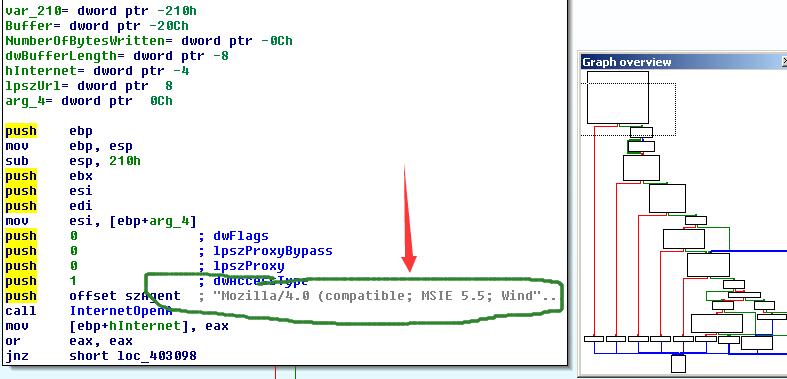 var_210= dword ptr -210h
Buffer= dword ptr -20Ch
NumberOfBytesWritten= dword ptr -0Ch
dwBufferLength= dword ptr -8
hInternet= dword ptr -4
lpszUrl= dword ptr  8
arg_4= dword ptr  0Ch
push ebp
mov ebp, esp
sub esp, 210h
push ebx
push esi
push edi
mov esi, [ebp+arg_4]
push 0 ; dwFlags
push 0 ; lpszProxyBypass
push 0 ; lpszProxy
push 1 ; dwAccessType
push offset szAgent ; "Mozilla/4.0 (compatible; MSIE 5.5; Wind"...
call InternetOpenA
mov [ebp+hInternet], eax
or eax, eax
jnz short loc_403098
Graph overview